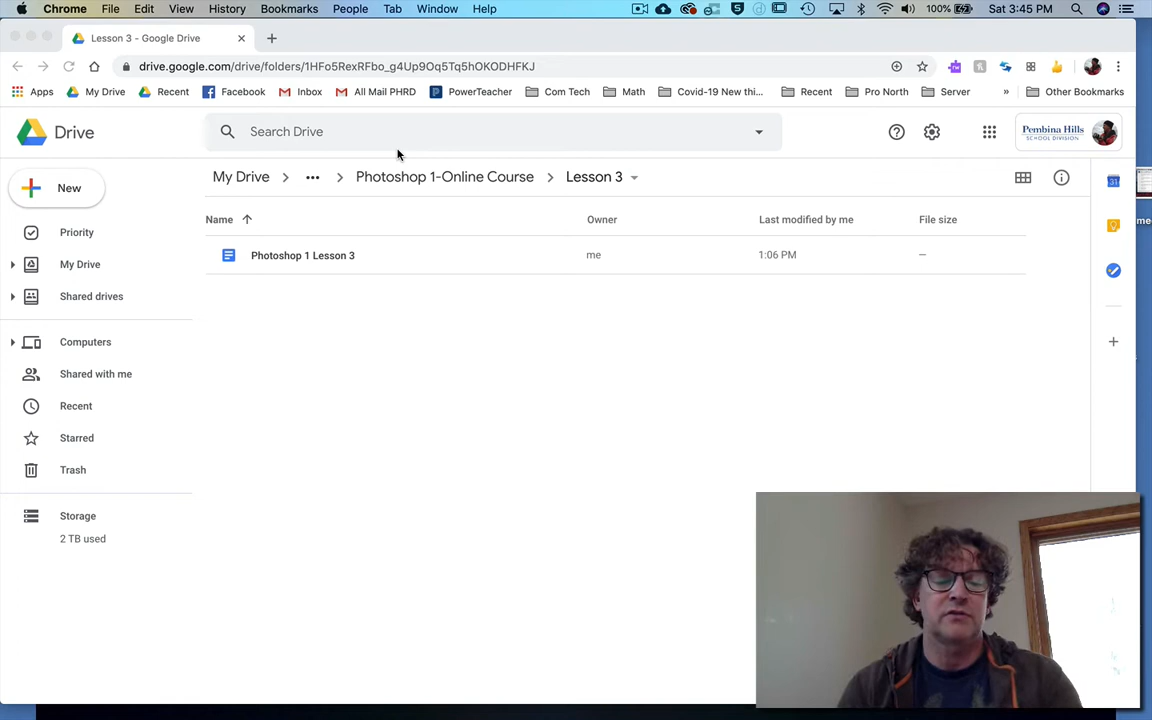 Chrome File Edit View History Bookmarks People Tab Window Help 100% Sat 3:45 PM
Lesson 3 - Google Drive
drive.google.com/drive/folders/1HFo5RexRFbo_g4Up9Oq5Tq5hOKODHFKJ
Apps My Drive Recent Facebook Inbox All Mail PHRD PowerTeacher Com Tech Math Covid-19 New thi... Recent Pro North Server » Other Bookmarks
Drive Search Drive Pembina Hills
SCHOOL DIVISION
My Drive ... Photoshop 1-Online Course Lesson 3
New
Name Owner Last modified by me File size
Photoshop 1 Lesson 3 me 1:06 PM –
Priority
My Drive
Shared drives
Computers
Shared with me
Recent
Starred
Trash
Storage
2 TB used
31
me